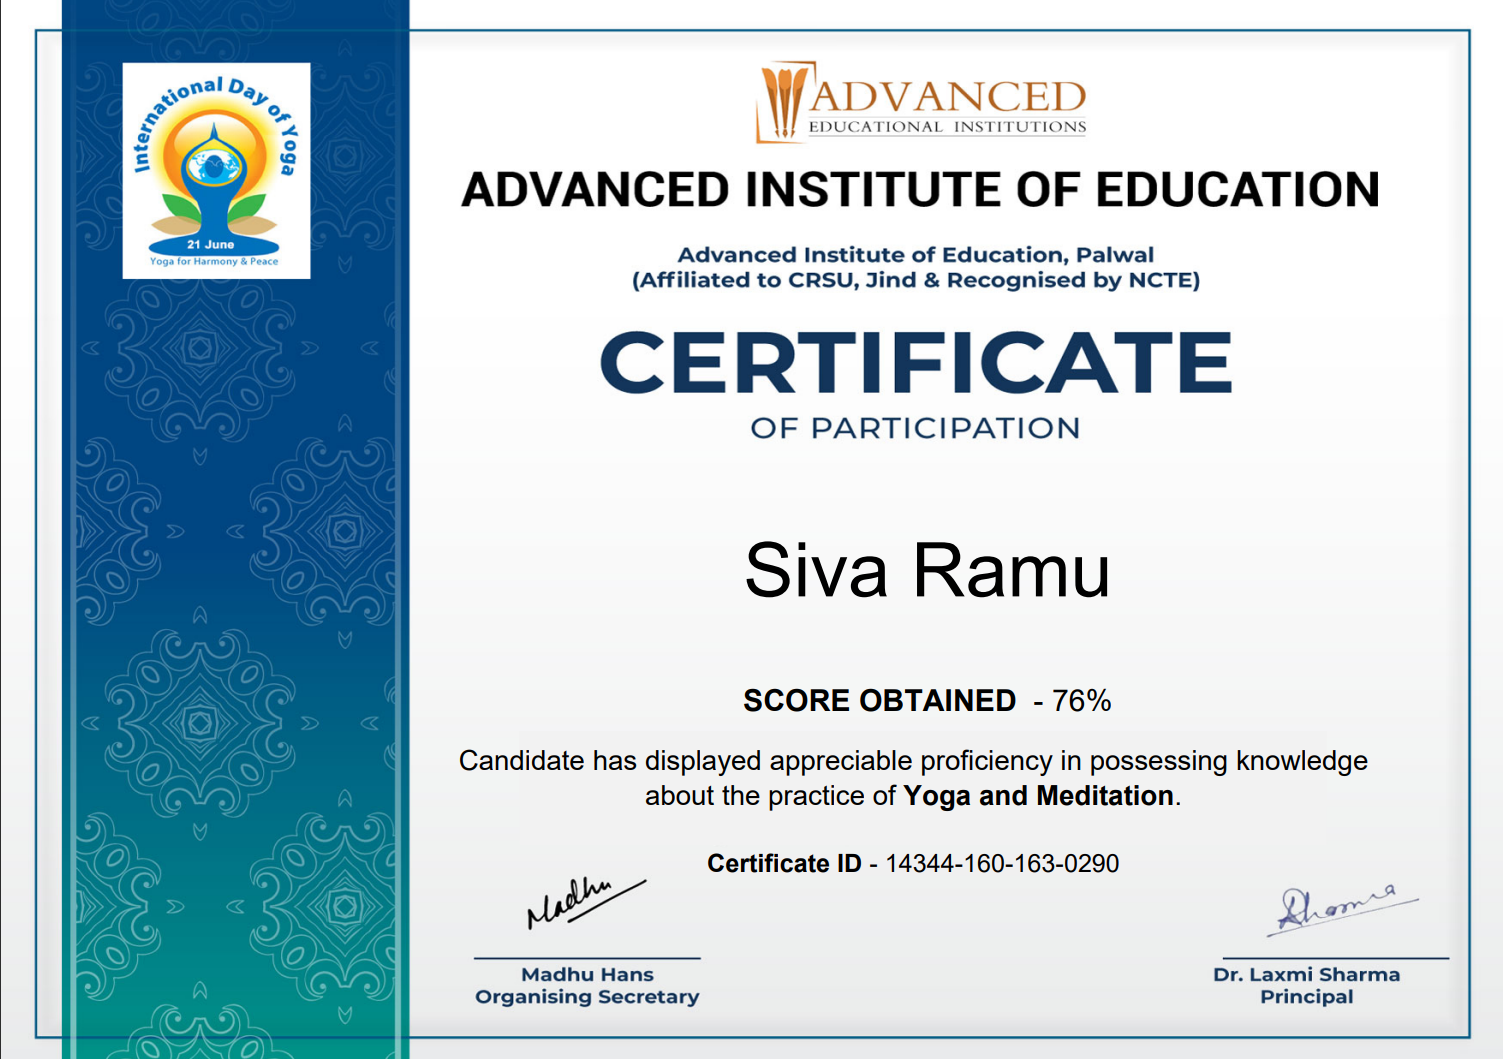 International Day of Yoga
21 June
Yoga for Harmony & Peace
ADVANCED
EDUCATIONAL INSTITUTIONS
ADVANCED INSTITUTE OF EDUCATION
Advanced Institute of Education, Palwal
(Affiliated to CRSU, Jind & Recognised by NCTE)
CERTIFICATE
OF PARTICIPATION
Siva Ramu
SCORE OBTAINED - 76%
Candidate has displayed appreciable proficiency in possessing knowledge
about the practice of Yoga and Meditation.
Certificate ID - 14344-160-163-0290
Madhu
Madhu Hans
Organising Secretary
Sharma
Dr. Laxmi Sharma
Principal